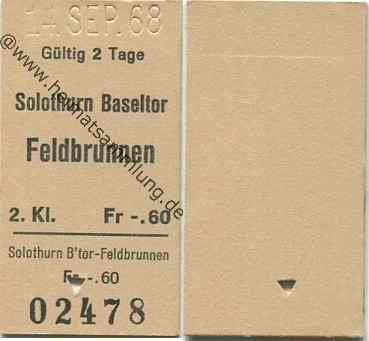 14. SEP. 68
Gültig 2 Tage
Solothurn Baseltor
Feldbrunnen
2. Kl. Fr -.60
Solothurn B'tor-Feldbrunnen
Fr -.60
02478
@www.heimatsammlung.de